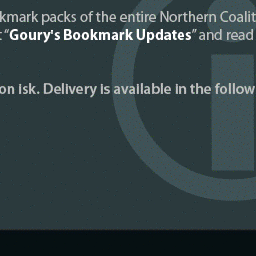 kmark packs of the entire Northern Coalit
“Goury's Bookmark Updates” and read
on isk. Delivery is available in the follow